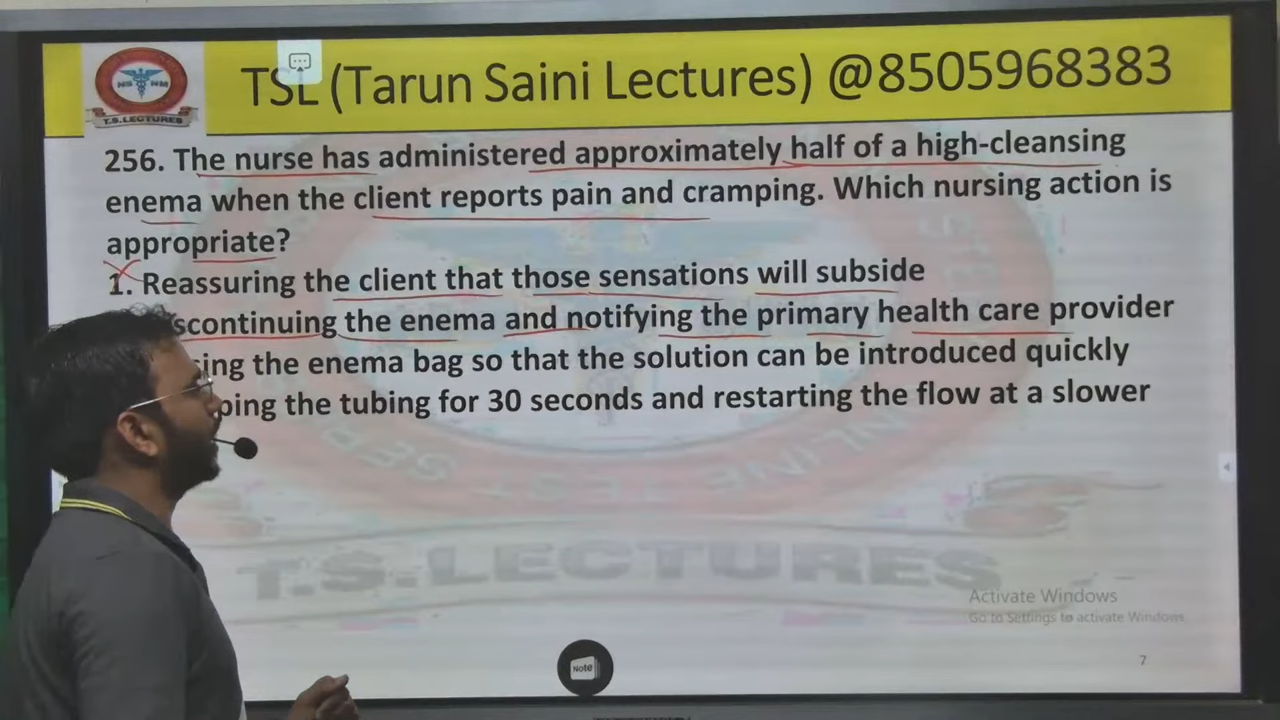 TSL (Tarun Saini Lectures) @8505968383
NS NM
T.S.LECTURES
256. The nurse has administered approximately half of a high-cleansing
enema when the client reports pain and cramping. Which nursing action is
appropriate?
1. Reassuring the client that those sensations will subside
scontinuing the enema and notifying the primary health care provider
ing the enema bag so that the solution can be introduced quickly
ping the tubing for 30 seconds and restarting the flow at a slower
T.S.LECTURES
Activate Windows
Go to Settings to activate Windows.
7
Note